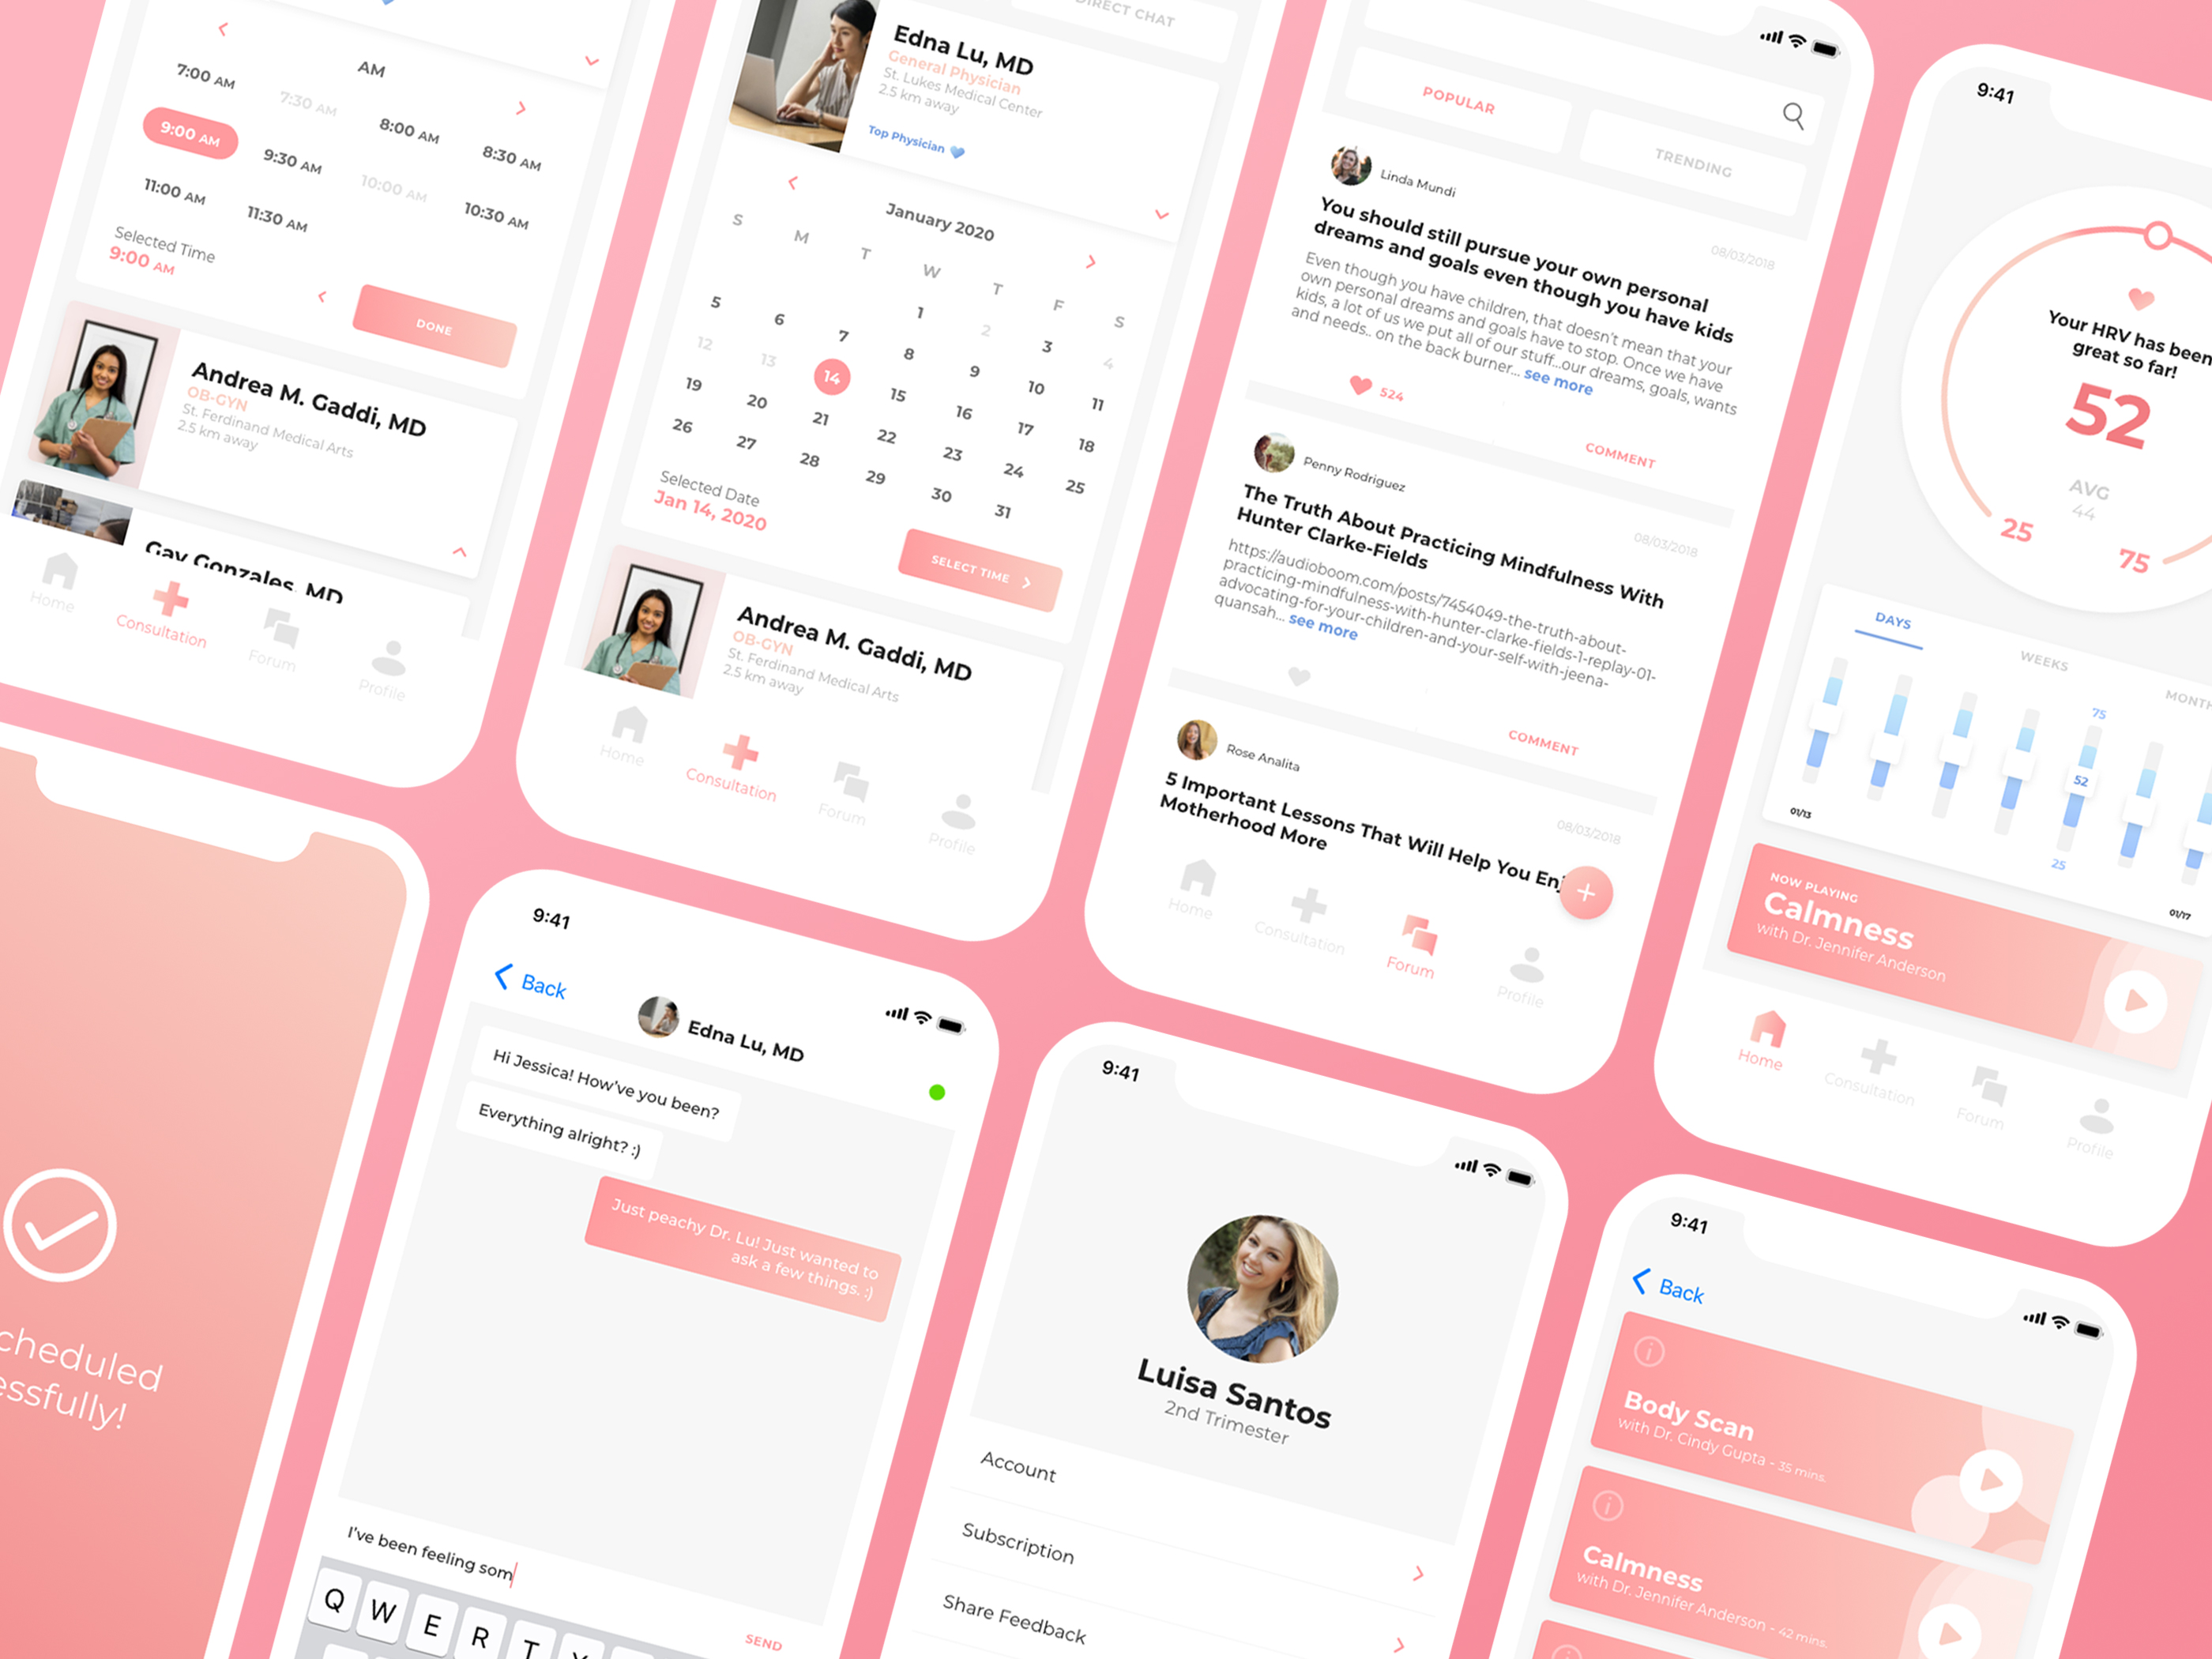 AM
7:00 AM
7:30 AM
8:00 AM
8:30 AM
9:00 AM
9:30 AM
10:00 AM
10:30 AM
11:00 AM
11:30 AM
Selected Time
9:00 AM
DONE
Andrea M. Gaddi, MD
OB-GYN
St. Ferdinand Medical Arts
2.5 km away
Gay Gonzales, MD
Home
Consultation
Forum
Profile
DIRECT CHAT
Edna Lu, MD
General Physician
St. Lukes Medical Center
2.5 km away
Top Physician
January 2020
S M T W T F S
1 2 3 4
5 6 7 8 9 10 11
12 13 14 15 16 17 18
19 20 21 22 23 24 25
26 27 28 29 30 31
Selected Date
Jan 14, 2020
SELECT TIME
Andrea M. Gaddi, MD
OB-GYN
St. Ferdinand Medical Arts
2.5 km away
Home
Consultation
Forum
Profile
POPULAR
TRENDING
Linda Mundi
08/03/2018
You should still pursue your own personal
dreams and goals even though you have kids
Even though you have children, that doesn't mean that your
own personal dreams and goals have to stop. Once we have
kids, a lot of us we put all of our stuff...our dreams, goals, wants
and needs.. on the back burner... see more
524
COMMENT
Penny Rodriguez
08/03/2018
The Truth About Practicing Mindfulness With
Hunter Clarke-Fields
https://audioboom.com/posts/7454049-the-truth-about-
practicing-mindfulness-with-hunter-clarke-fields-1-replay-01-
advocating-for-your-children-and-your-self-with-jeena-
quansah... see more
COMMENT
Rose Analita
08/03/2018
5 Important Lessons That Will Help You Enj
Motherhood More
Home
Consultation
Forum
Profile
9:41
Your HRV has been
great so far!
52
AVG
44
25
75
DAYS
WEEKS
MONTH
75
52
25
01/13
01/17
NOW PLAYING
Calmness
with Dr. Jennifer Anderson
Home
Consultation
Forum
Profile
cheduled
essfully!
9:41
Back
Edna Lu, MD
Hi Jessica! How've you been?
Everything alright? :)
Just peachy Dr. Lu! Just wanted to
ask a few things. :)
I've been feeling som
SEND
Q W E R T Y
9:41
Luisa Santos
2nd Trimester
Account
Subscription
Share Feedback
9:41
Back
Body Scan
with Dr. Cindy Gupta - 35 mins.
Calmness
with Dr. Jennifer Anderson - 42 mins.